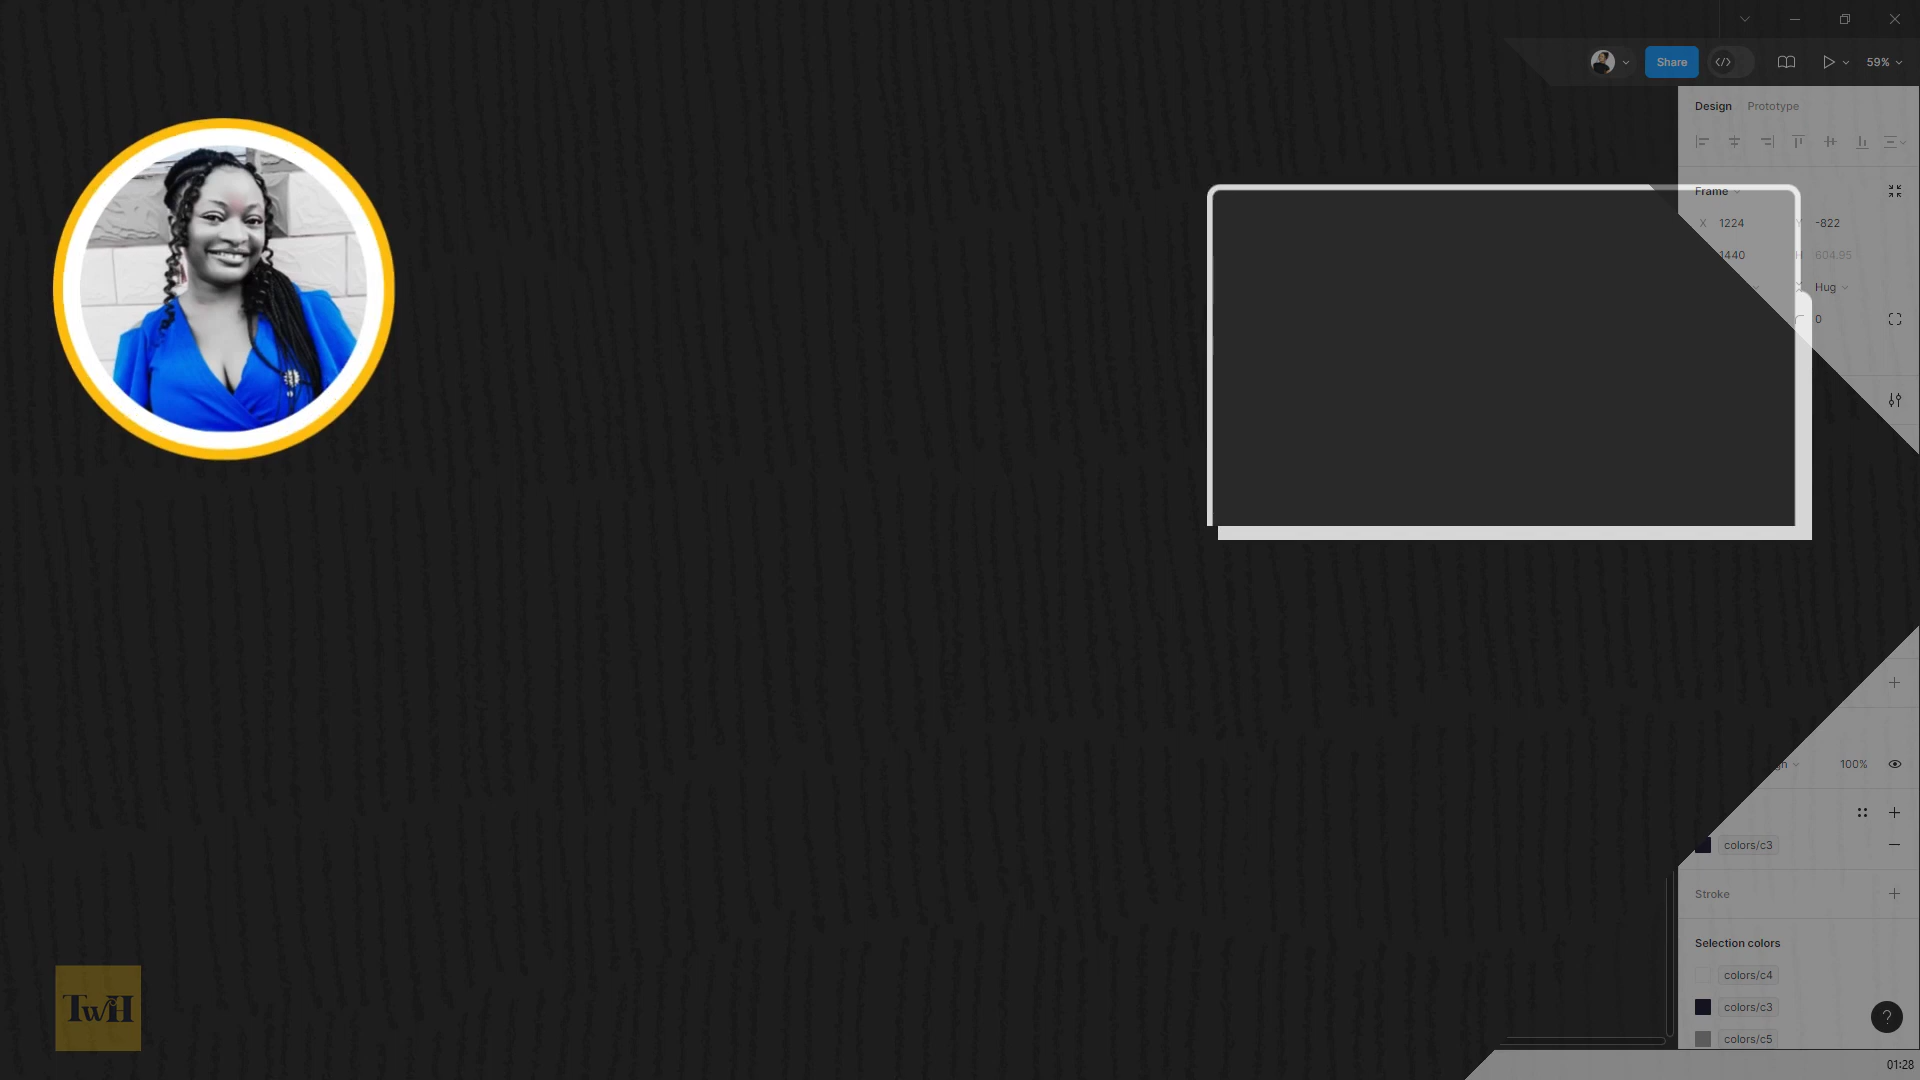 Share
59%
Design Prototype
Frame
X 1224 Y -822
1440 H 604.95
Hug
0
100%
colors/c3
Stroke
Selection colors
colors/c4
colors/c3
colors/c5
?
TwH
01:28